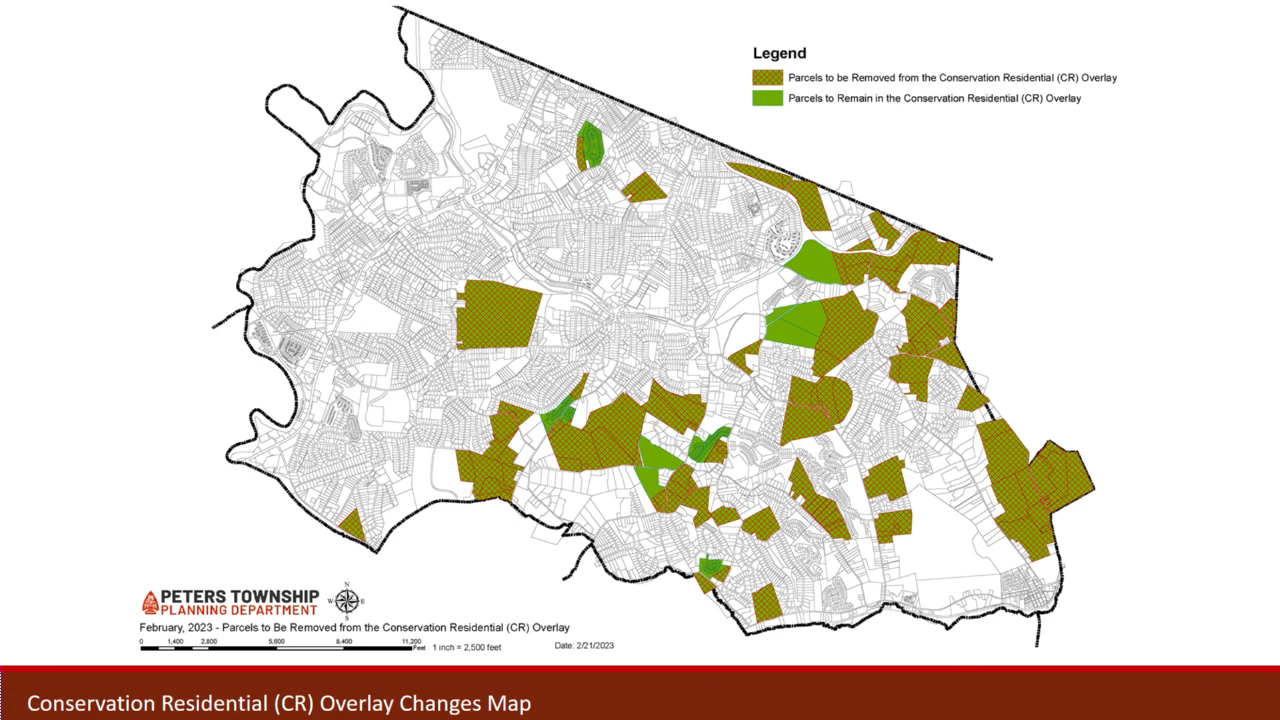 Legend
Parcels to be Removed from the Conservation Residential (CR) Overlay
Parcels to Remain in the Conservation Residential (CR) Overlay
PETERS TOWNSHIP
PLANNING DEPARTMENT
N
W E
S
February, 2023 - Parcels to Be Removed from the Conservation Residential (CR) Overlay
0 1,400 2,800 5,600 8,400 11,200
Feet 1 inch = 2,500 feet
Date: 2/21/2023
Conservation Residential (CR) Overlay Changes Map